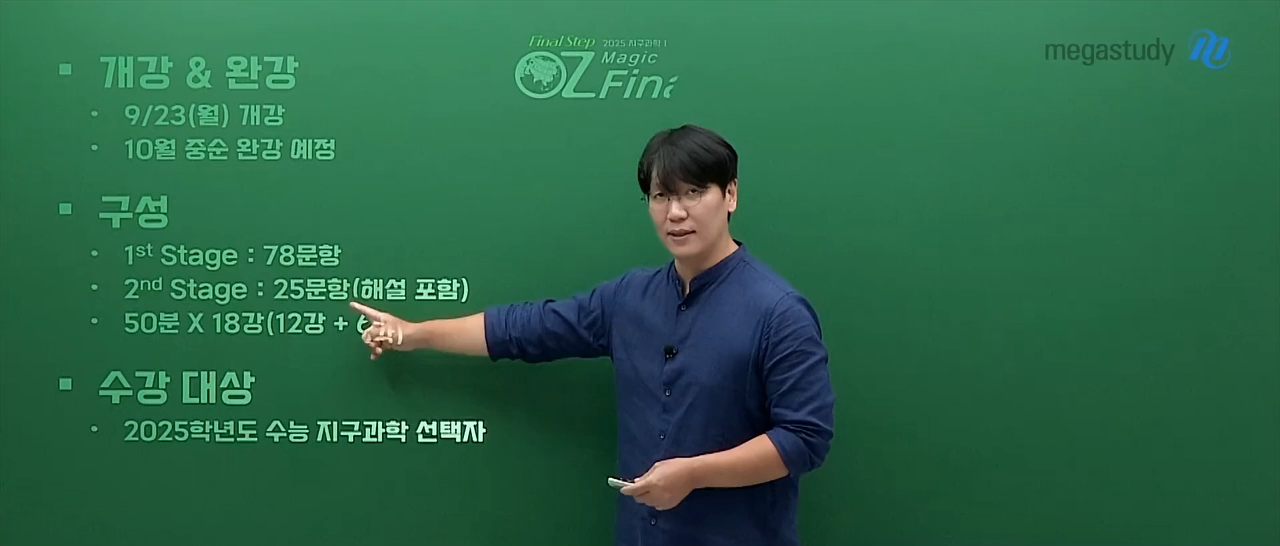 개강 & 완강
9/23(월) 개강
10월 중순 완강 예정
구성
1st Stage : 78문항
2nd Stage : 25문항(해설 포함)
50분 X 18강(12강 +
수강 대상
2025학년도 수능 지구과학 선택자
Final Step 2025 지구과학 1
OZ Magic
Fina
megastudy